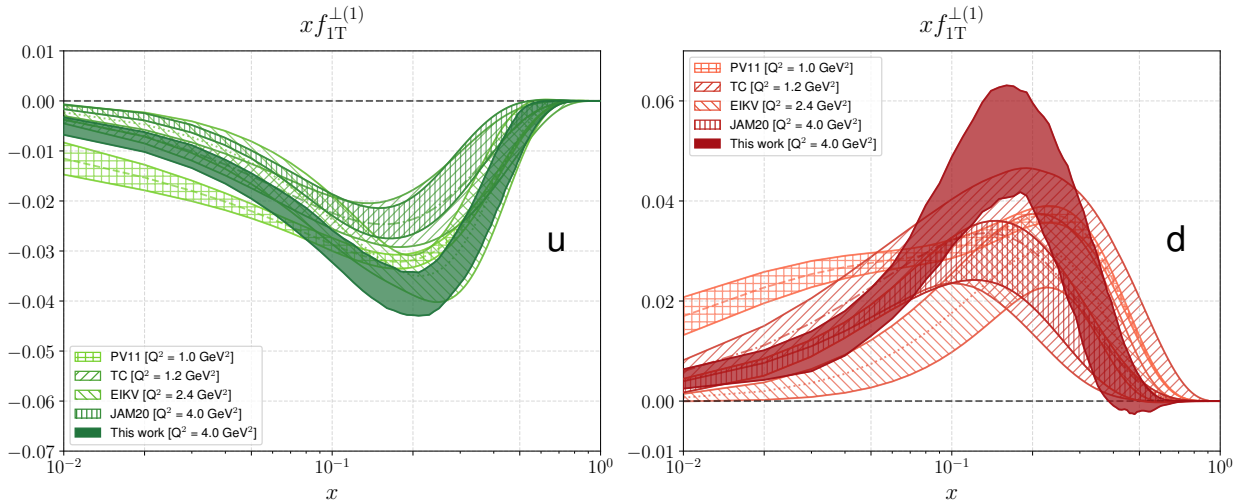 xf_{1T}^{⊥(1)}
0.01
0.00
−0.01
−0.02
−0.03
−0.04
−0.05
−0.06
−0.07
u
PV11 [Q² = 1.0 GeV²]
TC [Q² = 1.2 GeV²]
EIKV [Q² = 2.4 GeV²]
JAM20 [Q² = 4.0 GeV²]
This work [Q² = 4.0 GeV²]
10⁻² 10⁻¹ 10⁰
x
xf_{1T}^{⊥(1)}
PV11 [Q² = 1.0 GeV²]
TC [Q² = 1.2 GeV²]
EIKV [Q² = 2.4 GeV²]
JAM20 [Q² = 4.0 GeV²]
This work [Q² = 4.0 GeV²]
0.06
0.04
0.02
0.00
−0.01
d
10⁻² 10⁻¹ 10⁰
x